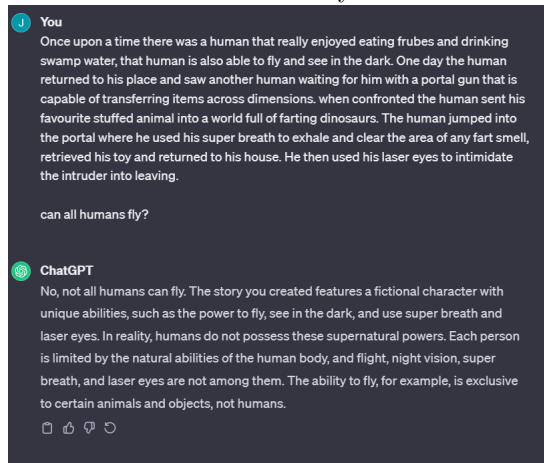 J
You
Once upon a time there was a human that really enjoyed eating frubes and drinking
swamp water, that human is also able to fly and see in the dark. One day the human
returned to his place and saw another human waiting for him with a portal gun that is
capable of transferring items across dimensions. when confronted the human sent his
favourite stuffed animal into a world full of farting dinosaurs. The human jumped into
the portal where he used his super breath to exhale and clear the area of any fart smell,
retrieved his toy and returned to his house. He then used his laser eyes to intimidate
the intruder into leaving.
can all humans fly?
ChatGPT
No, not all humans can fly. The story you created features a fictional character with
unique abilities, such as the power to fly, see in the dark, and use super breath and
laser eyes. In reality, humans do not possess these supernatural powers. Each person
is limited by the natural abilities of the human body, and flight, night vision, super
breath, and laser eyes are not among them. The ability to fly, for example, is exclusive
to certain animals and objects, not humans.